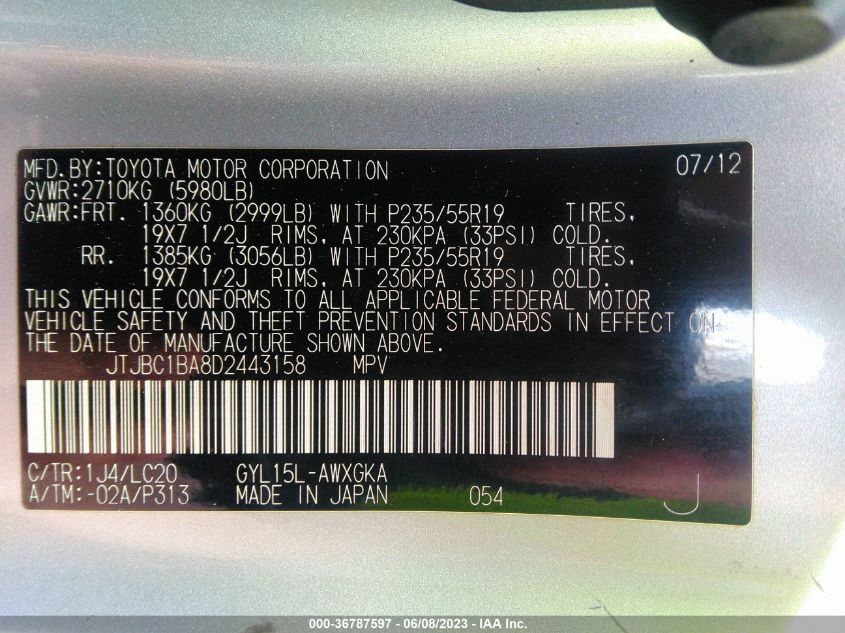 MFD.BY:TOYOTA MOTOR CORPORATION 07/12
GVWR:2710KG (5980LB)
GAWR:FRT. 1360KG (2999LB) WITH P235/55R19 TIRES,
19X7 1/2J RIMS, AT 230KPA (33PSI) COLD.
RR. 1385KG (3056LB) WITH P235/55R19 TIRES,
19X7 1/2J RIMS, AT 230KPA (33PSI) COLD.
THIS VEHICLE CONFORMS TO ALL APPLICABLE FEDERAL MOTOR
VEHICLE SAFETY AND THEFT PREVENTION STANDARDS IN EFFECT ON
THE DATE OF MANUFACTURE SHOWN ABOVE.
JTJBC1BA8D2443158 MPV
C/TR:1J4/LC20 GYL15L-AWXGKA
A/TM:-02A/P313 MADE IN JAPAN 054 J
000-36787597 - 06/08/2023 - IAA Inc.